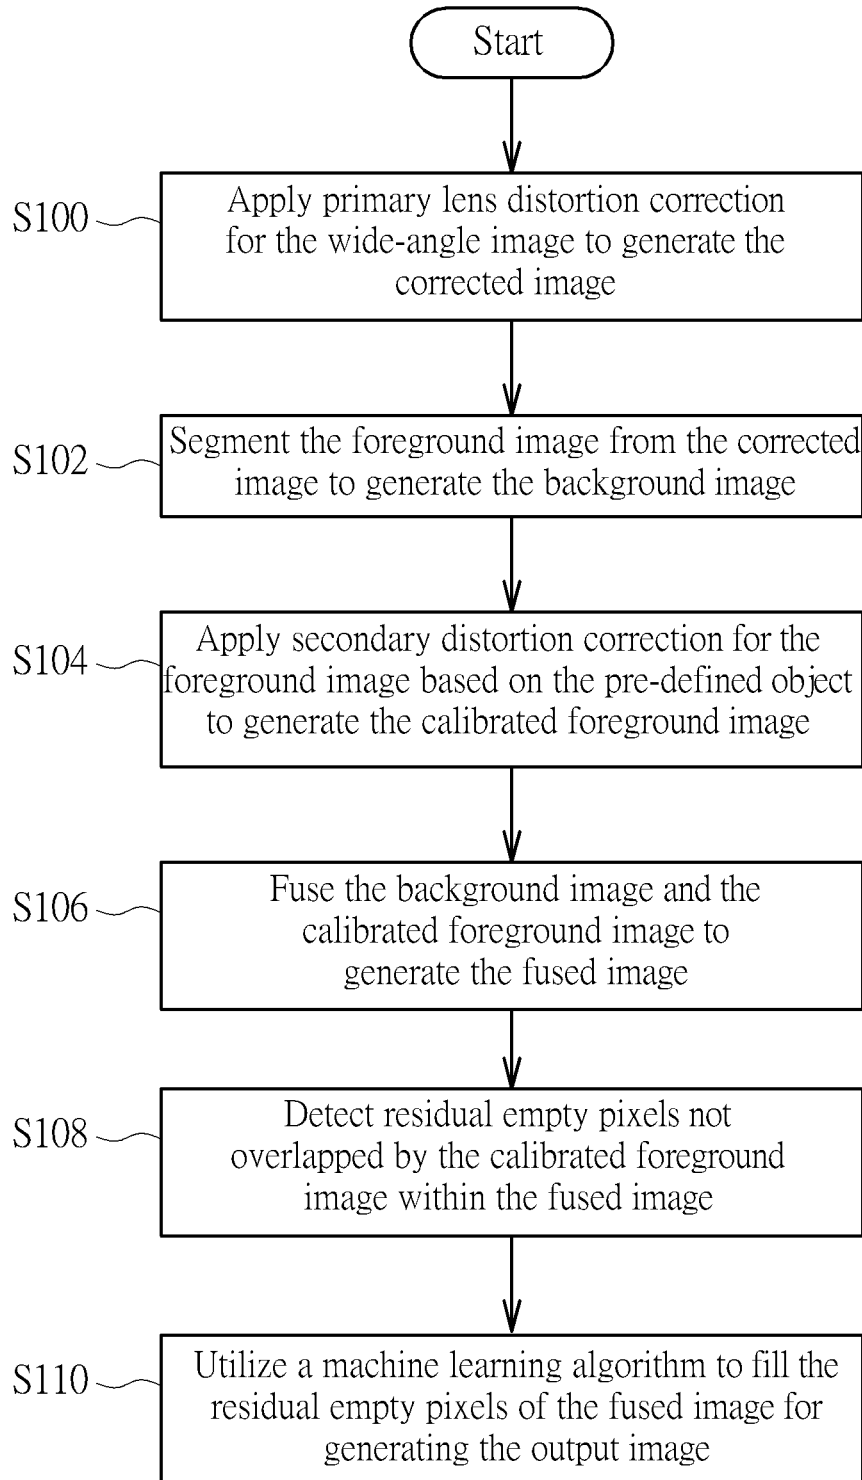 Start
S100
Apply primary lens distortion correction
for the wide-angle image to generate the
corrected image
S102
Segment the foreground image from the corrected
image to generate the background image
S104
Apply secondary distortion correction for the
foreground image based on the pre-defined object
to generate the calibrated foreground image
S106
Fuse the background image and the
calibrated foreground image to
generate the fused image
S108
Detect residual empty pixels not
overlapped by the calibrated foreground
image within the fused image
S110
Utilize a machine learning algorithm to fill the
residual empty pixels of the fused image for
generating the output image